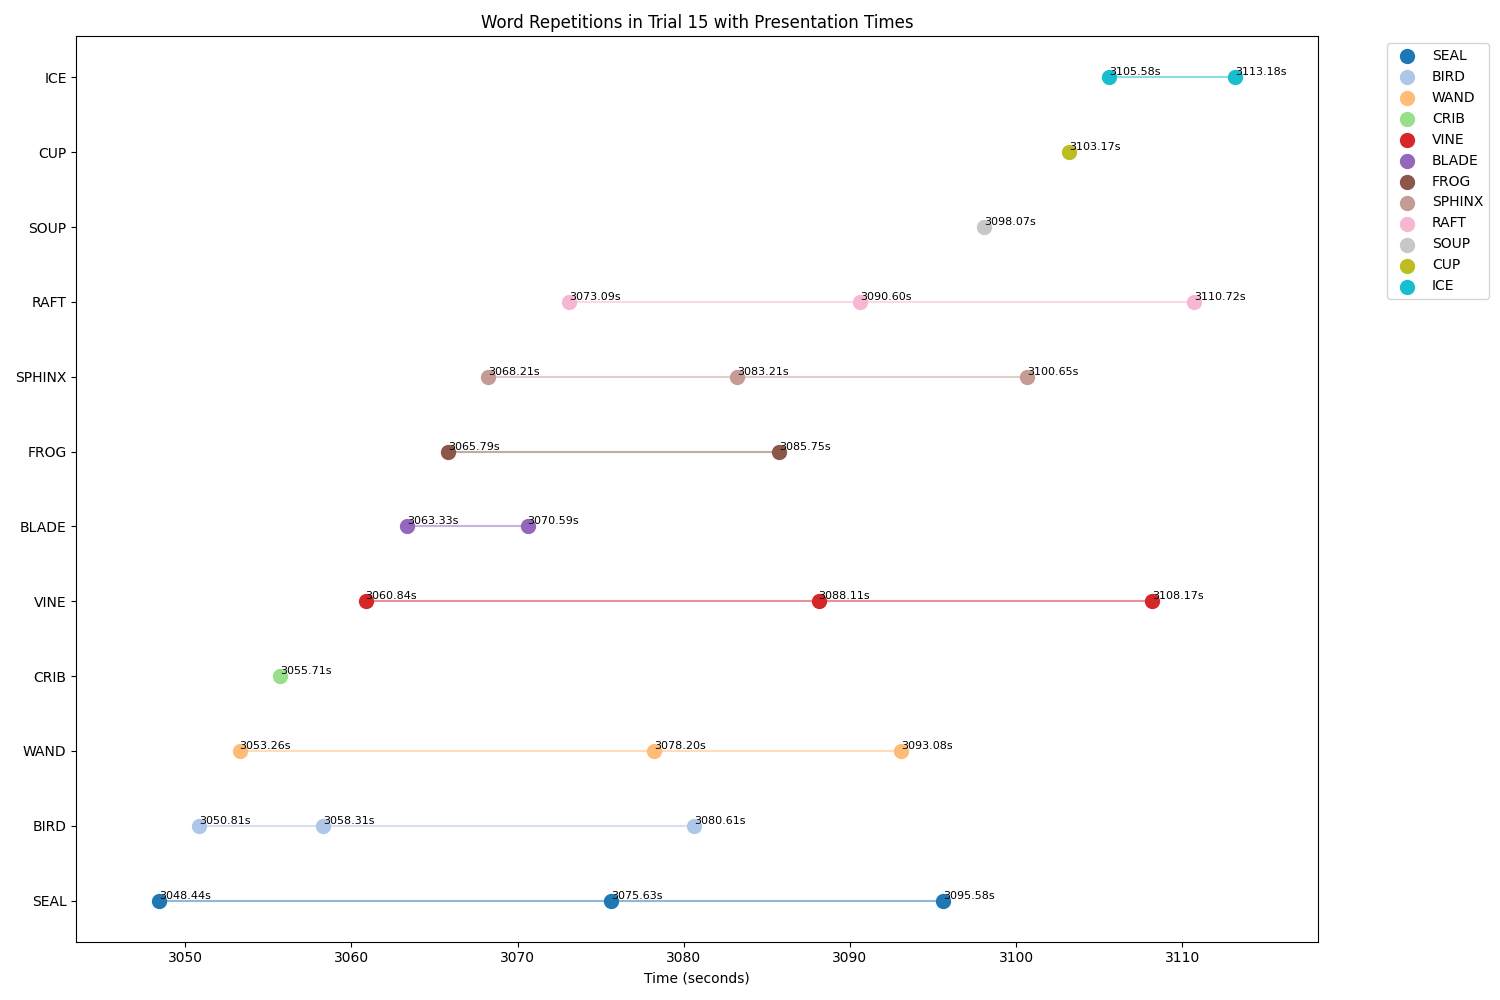 Word Repetitions in Trial 15 with Presentation Times
ICE
3105.58s
3113.18s
CUP
3103.17s
SOUP
3098.07s
RAFT
3073.09s
3090.60s
3110.72s
SPHINX
3068.21s
3083.21s
3100.65s
FROG
3065.79s
3085.75s
BLADE
3063.33s
3070.59s
VINE
3060.84s
3088.11s
3108.17s
CRIB
3055.71s
WAND
3053.26s
3078.20s
3093.08s
BIRD
3050.81s
3058.31s
3080.61s
SEAL
3048.44s
3075.63s
3095.58s
3050
3060
3070
3080
3090
3100
3110
Time (seconds)
SEAL
BIRD
WAND
CRIB
VINE
BLADE
FROG
SPHINX
RAFT
SOUP
CUP
ICE